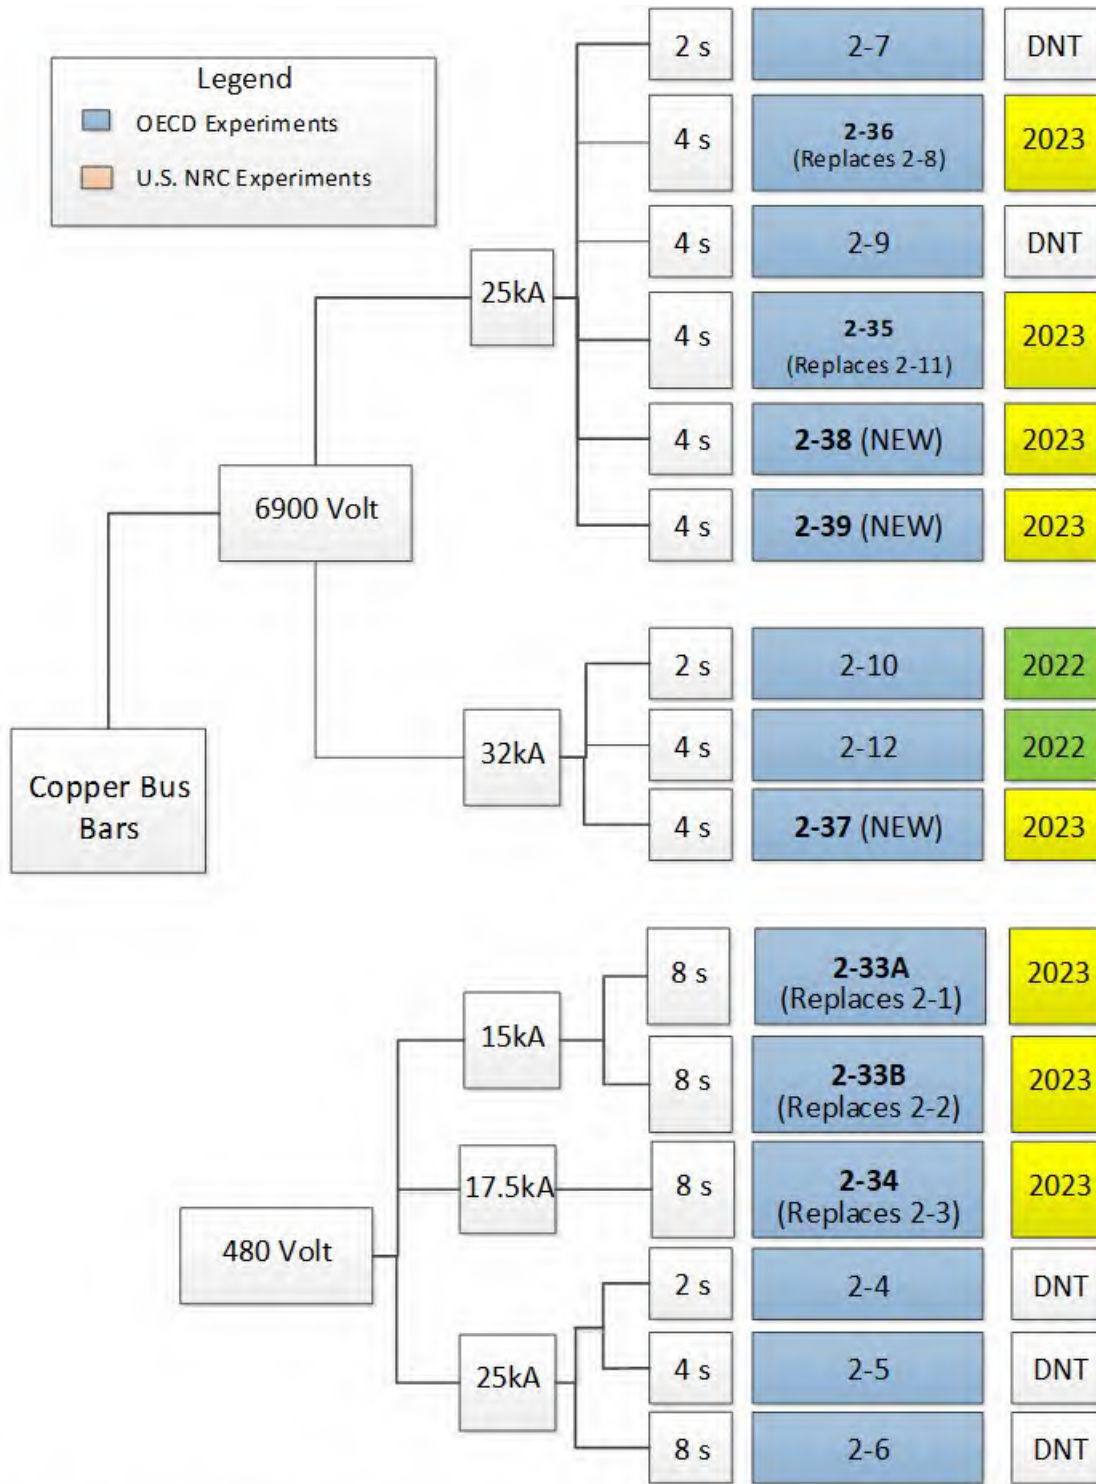 Legend
OECD Experiments
U.S. NRC Experiments
2 s
2-7
DNT
4 s
2-36
(Replaces 2-8)
2023
4 s
2-9
DNT
25kA
4 s
2-35
(Replaces 2-11)
2023
4 s
2-38 (NEW)
2023
6900 Volt
4 s
2-39 (NEW)
2023
2 s
2-10
2022
32kA
4 s
2-12
2022
Copper Bus
Bars
4 s
2-37 (NEW)
2023
8 s
2-33A
(Replaces 2-1)
2023
15kA
8 s
2-33B
(Replaces 2-2)
2023
17.5kA
8 s
2-34
(Replaces 2-3)
2023
480 Volt
2 s
2-4
DNT
25kA
4 s
2-5
DNT
8 s
2-6
DNT